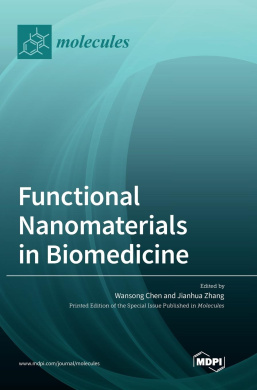 molecules
Functional
Nanomaterials
in Biomedicine
Edited by
Wansong Chen and Jianhua Zhang
Printed Edition of the Special Issue Published in Molecules
www.mdpi.com/journal/molecules
MDPI